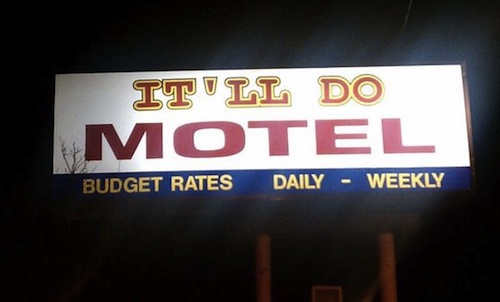 IT'LL DO
MOTEL
BUDGET RATES DAILY - WEEKLY